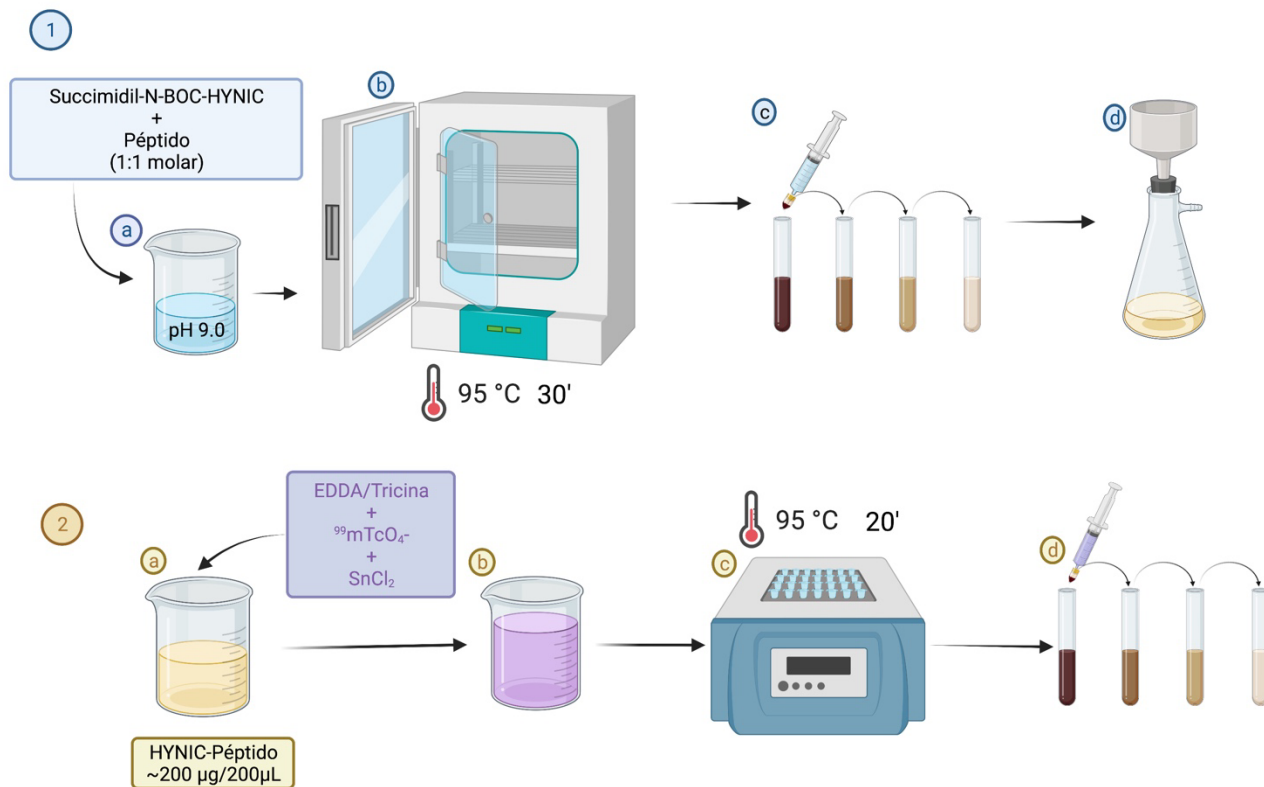 1
Succimidil-N-BOC-HYNIC
+
Péptido
(1:1 molar)
a
pH 9.0
b
95 °C 30'
c
d
2
EDDA/Tricina
+
⁹⁹mTcO₄-
+
SnCl₂
a
HYNIC-Péptido
~200 µg/200µL
b
95 °C 20'
c
d